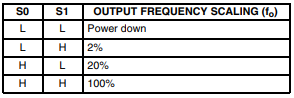 S0 S1 OUTPUT FREQUENCY SCALING (fo)
L L Power down
L H 2%
H L 20%
H H 100%